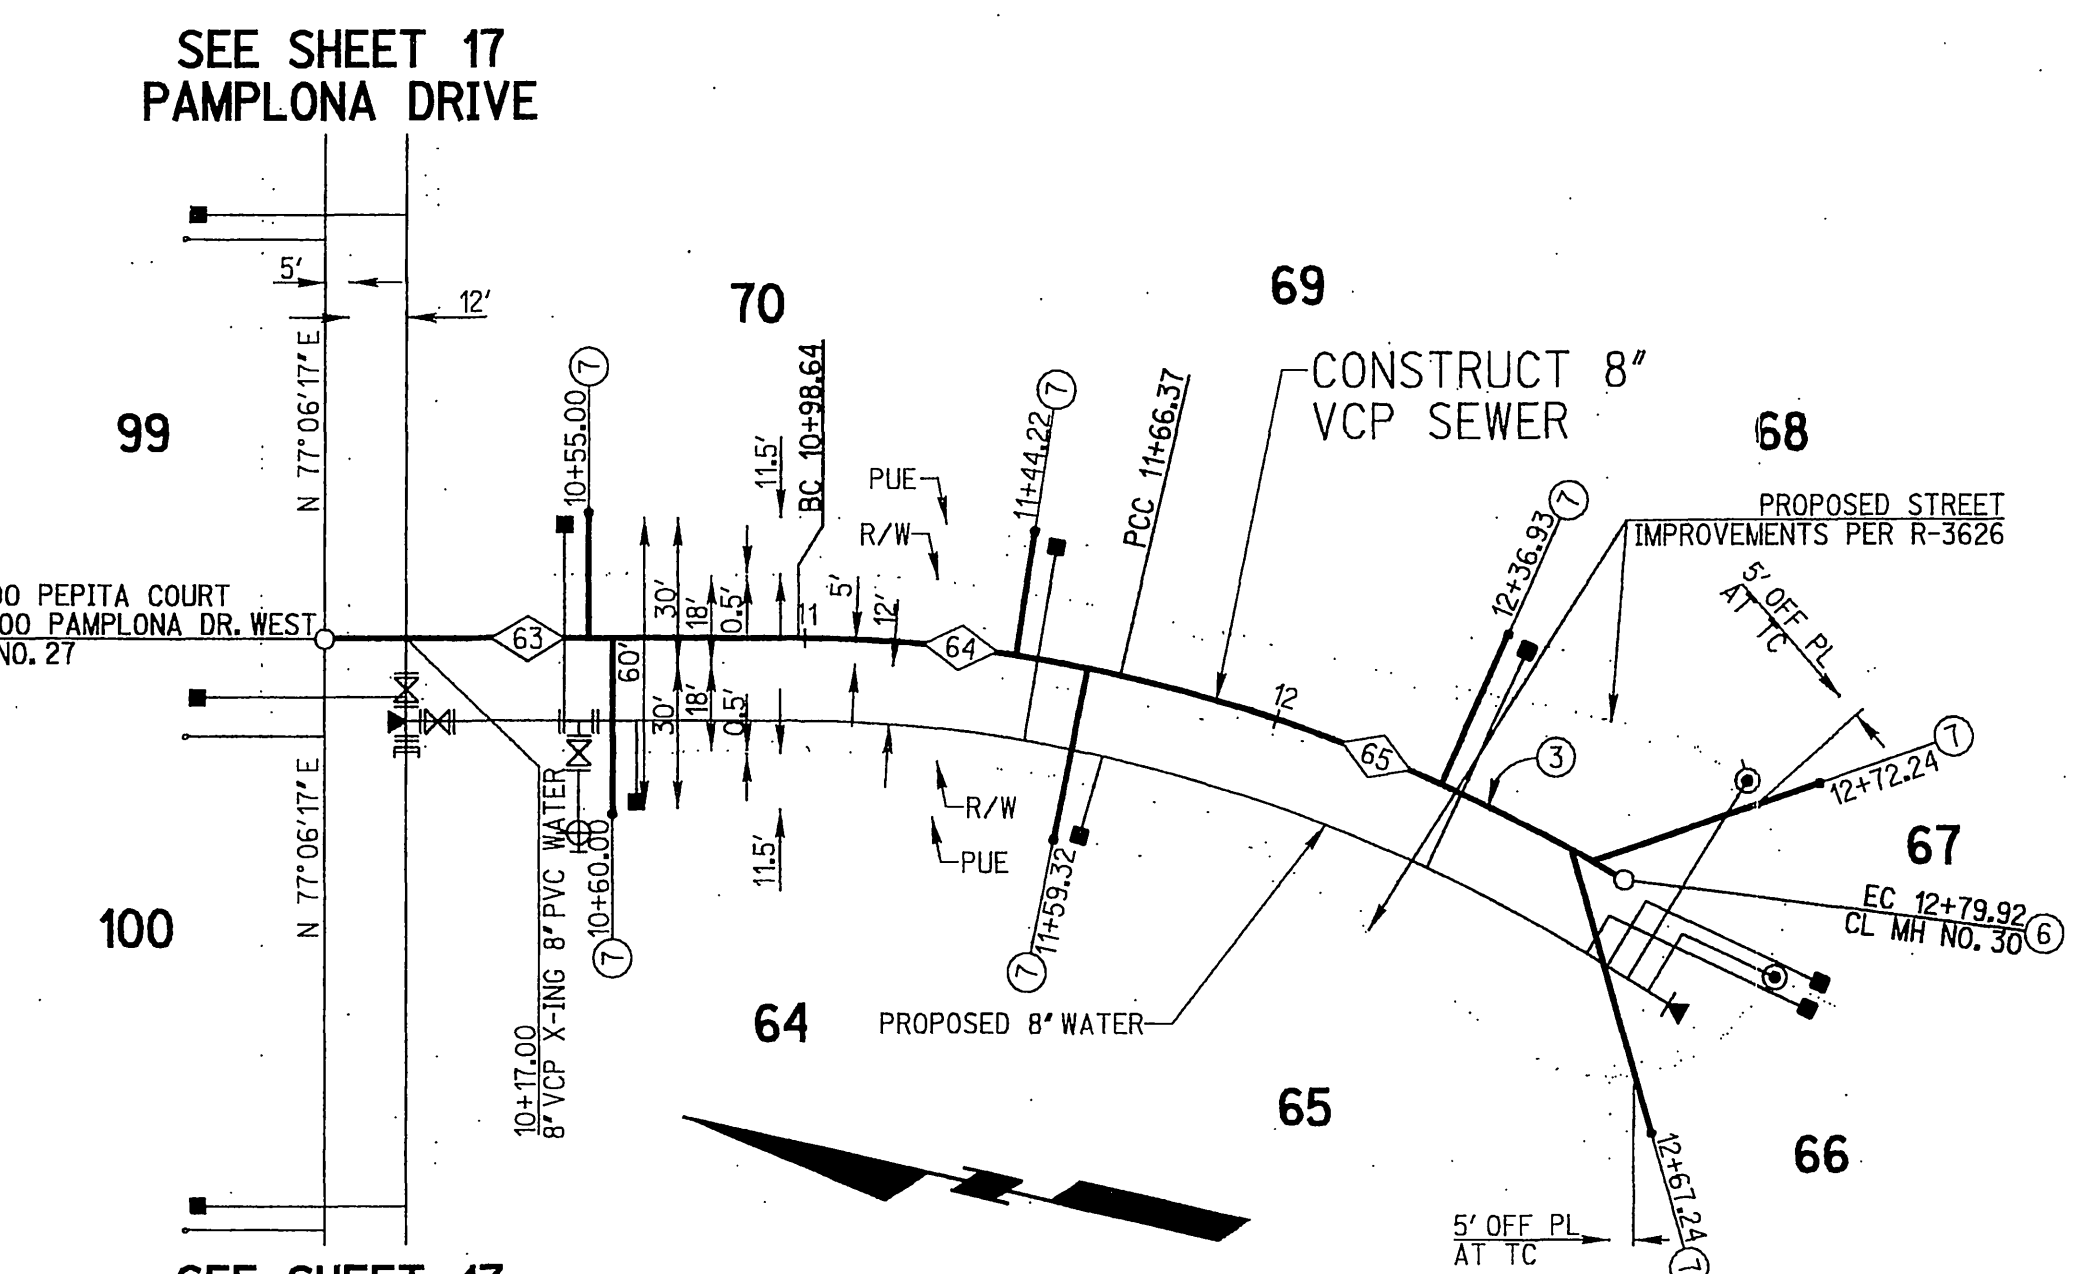 SEE SHEET 17
PAMPLONA DRIVE
5'
12'
N 77°06'17" E
99
70
69
68
7
10+55.00
11.5'
BC 10+98.64
PUE
R/W
7
11+44.22
PCC 11+66.37
CONSTRUCT 8"
VCP SEWER
7
12+36.93
PROPOSED STREET
IMPROVEMENTS PER R-3626
5' OFF PL
AT TC
00 PEPITA COURT
00 PAMPLONA DR. WEST
NO. 27
63
60'
30'
18'
0.5'
11
5'
12'
64
30'
18'
0.5'
12
65
3
7
12+72.24
67
EC 12+79.92
CL MH NO. 30
6
N 77°06'17" E
100
10+17.00
8" VCP X-ING 8" PVC WATER
10+60.00
7
11.5'
R/W
PUE
11+59.32
7
64
PROPOSED 8" WATER
65
66
12+67.24
7
5' OFF PL
AT TC
SEE SHEET 17